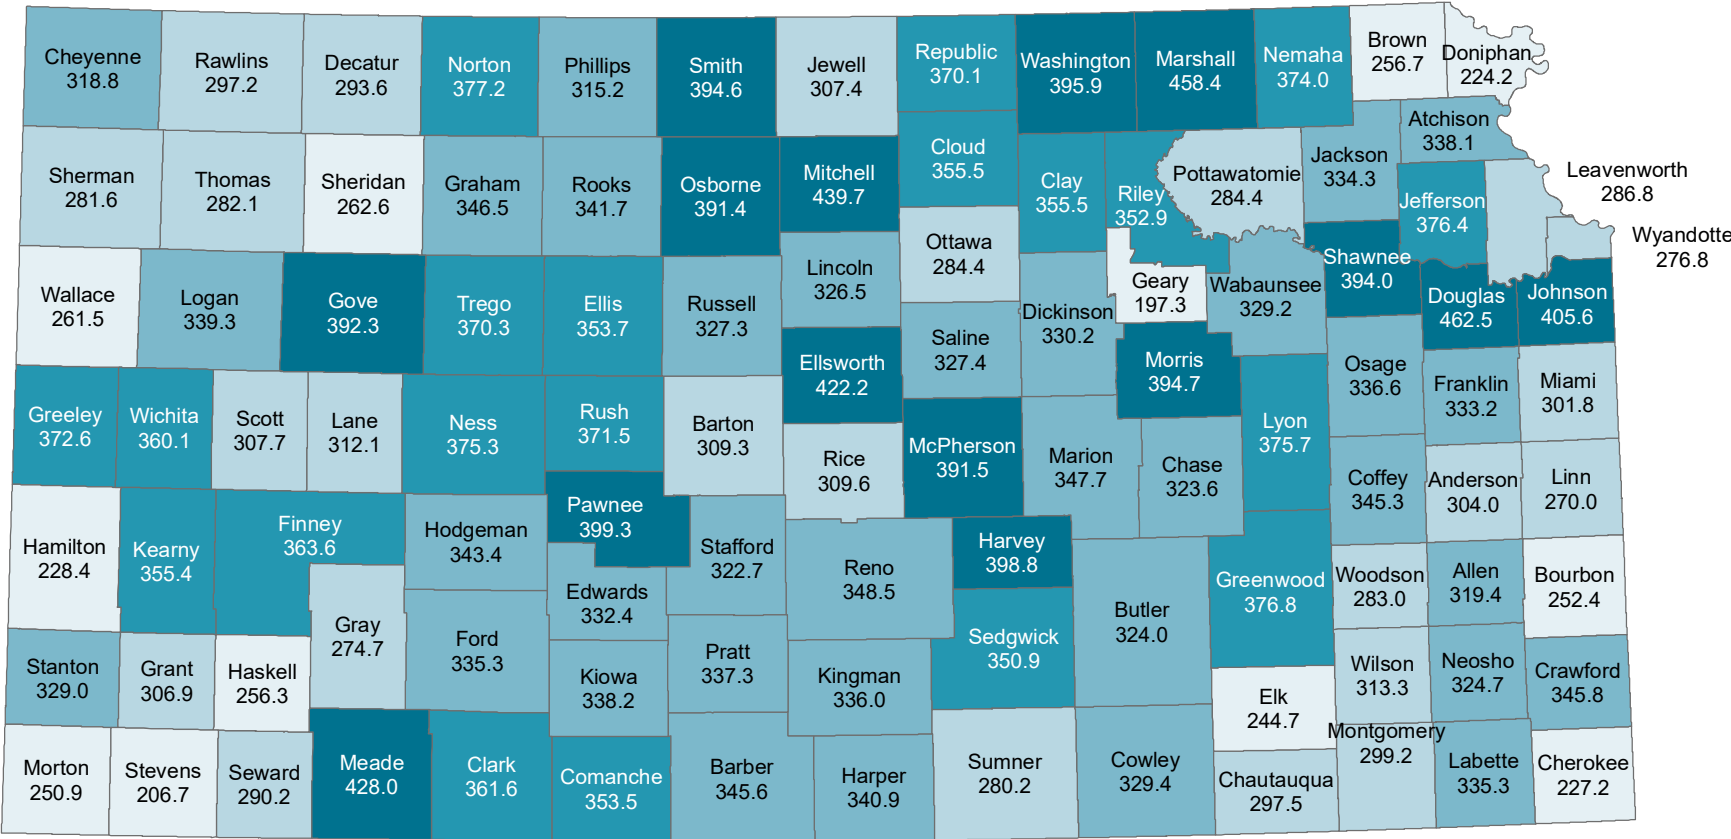 Cheyenne
318.8
Rawlins
297.2
Decatur
293.6
Norton
377.2
Phillips
315.2
Smith
394.6
Jewell
307.4
Republic
370.1
Washington
395.9
Marshall
458.4
Nemaha
374.0
Brown
256.7
Doniphan
224.2
Sherman
281.6
Thomas
282.1
Sheridan
262.6
Graham
346.5
Rooks
341.7
Osborne
391.4
Mitchell
439.7
Cloud
355.5
Clay
355.5
Riley
352.9
Pottawatomie
284.4
Jackson
334.3
Atchison
338.1
Jefferson
376.4
Leavenworth
286.8
Wyandotte
276.8
Wallace
261.5
Logan
339.3
Gove
392.3
Trego
370.3
Ellis
353.7
Russell
327.3
Lincoln
326.5
Ottawa
284.4
Saline
327.4
Dickinson
330.2
Geary
197.3
Wabaunsee
329.2
Shawnee
394.0
Douglas
462.5
Johnson
405.6
Ellsworth
422.2
Morris
394.7
Osage
336.6
Franklin
333.2
Miami
301.8
Greeley
372.6
Wichita
360.1
Scott
307.7
Lane
312.1
Ness
375.3
Rush
371.5
Barton
309.3
Rice
309.6
McPherson
391.5
Marion
347.7
Chase
323.6
Lyon
375.7
Coffey
345.3
Anderson
304.0
Linn
270.0
Hamilton
228.4
Kearny
355.4
Finney
363.6
Hodgeman
343.4
Pawnee
399.3
Stafford
322.7
Edwards
332.4
Reno
348.5
Harvey
398.8
Butler
324.0
Greenwood
376.8
Woodson
283.0
Allen
319.4
Bourbon
252.4
Stanton
329.0
Grant
306.9
Haskell
256.3
Gray
274.7
Ford
335.3
Kiowa
338.2
Pratt
337.3
Kingman
336.0
Sedgwick
350.9
Elk
244.7
Wilson
313.3
Neosho
324.7
Crawford
345.8
Morton
250.9
Stevens
206.7
Seward
290.2
Meade
428.0
Clark
361.6
Comanche
353.5
Barber
345.6
Harper
340.9
Sumner
280.2
Cowley
329.4
Chautauqua
297.5
Montgomery
299.2
Labette
335.3
Cherokee
227.2